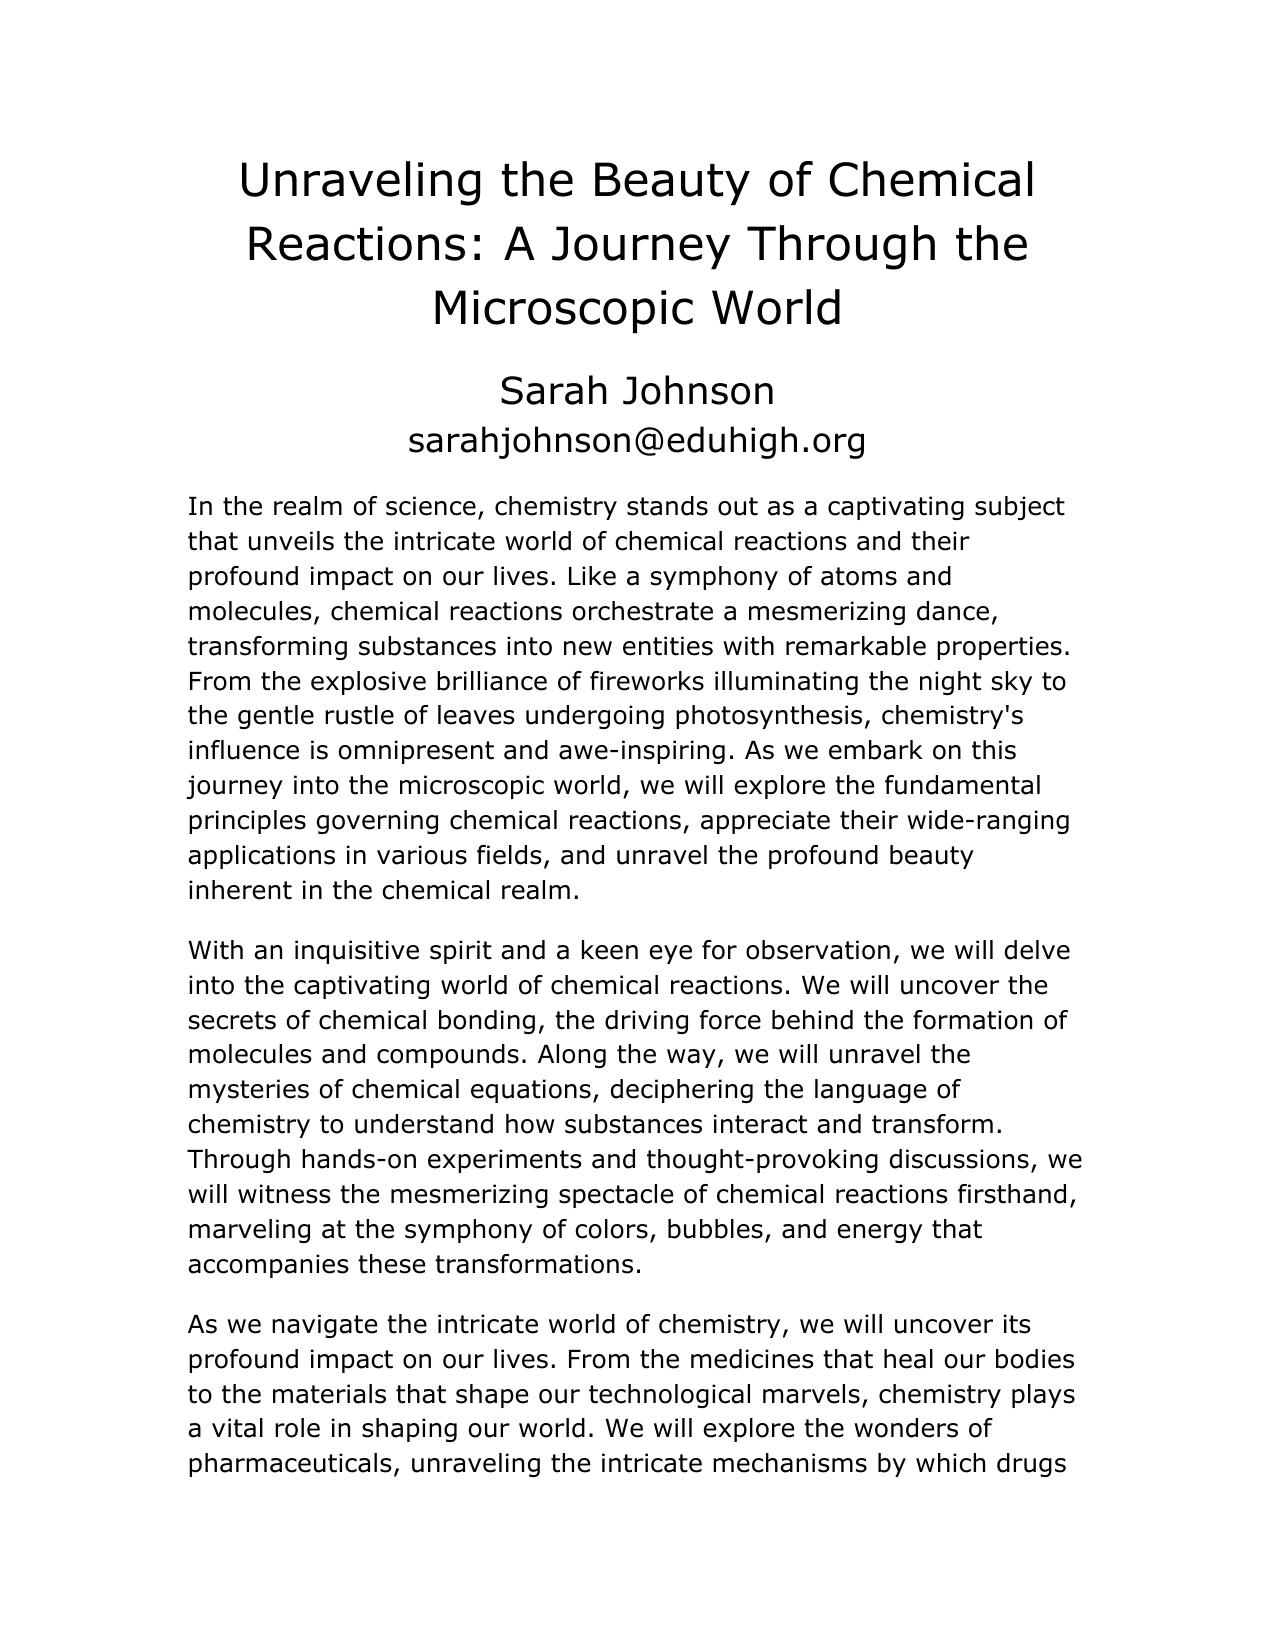 Unraveling the Beauty of Chemical
Reactions: A Journey Through the
Microscopic World
Sarah Johnson
sarahjohnson@eduhigh.org
In the realm of science, chemistry stands out as a captivating subject
that unveils the intricate world of chemical reactions and their
profound impact on our lives. Like a symphony of atoms and
molecules, chemical reactions orchestrate a mesmerizing dance,
transforming substances into new entities with remarkable properties.
From the explosive brilliance of fireworks illuminating the night sky to
the gentle rustle of leaves undergoing photosynthesis, chemistry's
influence is omnipresent and awe-inspiring. As we embark on this
journey into the microscopic world, we will explore the fundamental
principles governing chemical reactions, appreciate their wide-ranging
applications in various fields, and unravel the profound beauty
inherent in the chemical realm.
With an inquisitive spirit and a keen eye for observation, we will delve
into the captivating world of chemical reactions. We will uncover the
secrets of chemical bonding, the driving force behind the formation of
molecules and compounds. Along the way, we will unravel the
mysteries of chemical equations, deciphering the language of
chemistry to understand how substances interact and transform.
Through hands-on experiments and thought-provoking discussions, we
will witness the mesmerizing spectacle of chemical reactions firsthand,
marveling at the symphony of colors, bubbles, and energy that
accompanies these transformations.
As we navigate the intricate world of chemistry, we will uncover its
profound impact on our lives. From the medicines that heal our bodies
to the materials that shape our technological marvels, chemistry plays
a vital role in shaping our world. We will explore the wonders of
pharmaceuticals, unraveling the intricate mechanisms by which drugs